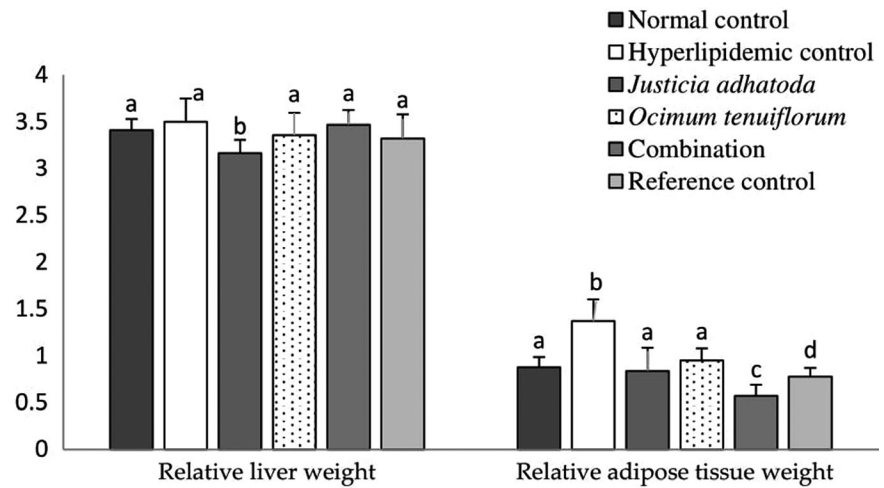 Normal control
Hyperlipidemic control
Justicia adhatoda
Ocimum tenuiflorum
Combination
Reference control
4
3.5
3
2.5
2
1.5
1
0.5
0
a
a
b
a
a
a
a
b
a
a
c
d
Relative liver weight
Relative adipose tissue weight